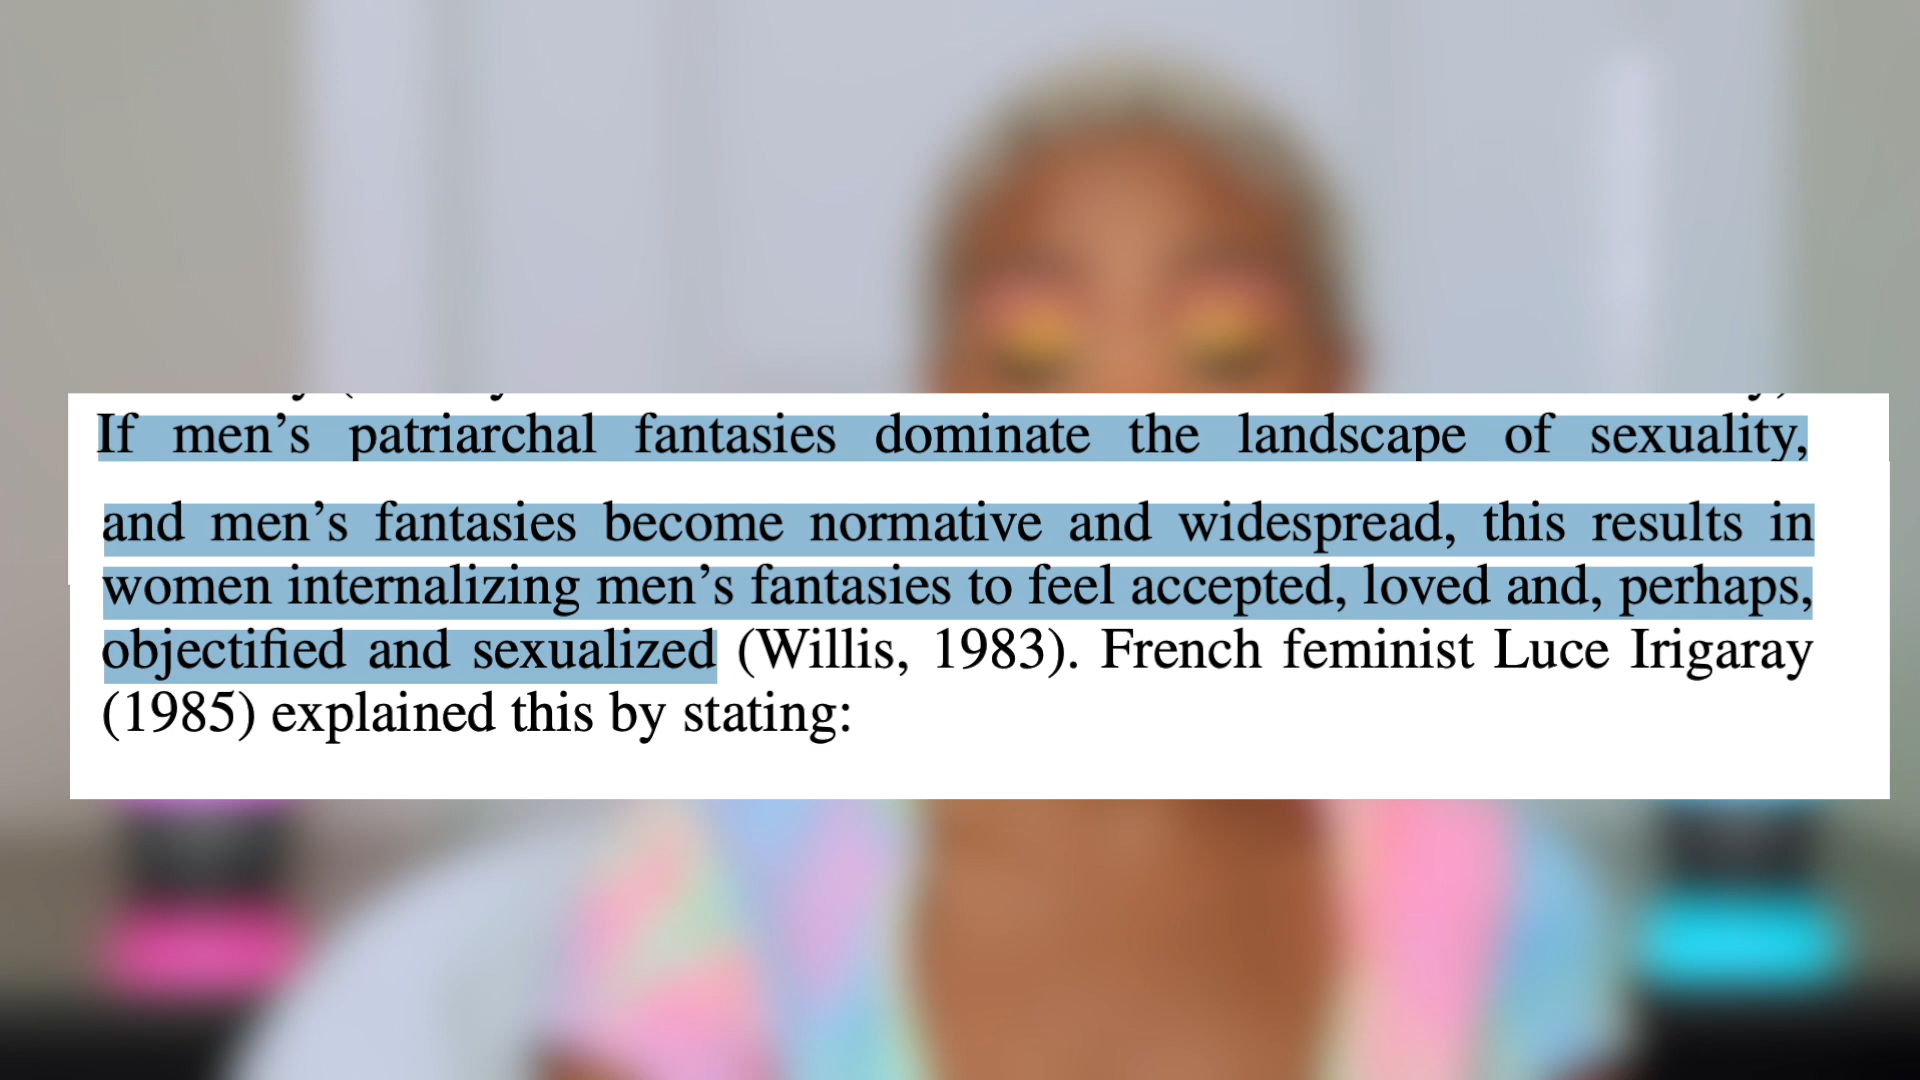 If men’s patriarchal fantasies dominate the landscape of sexuality,
and men’s fantasies become normative and widespread, this results in
women internalizing men’s fantasies to feel accepted, loved and, perhaps,
objectified and sexualized (Willis, 1983). French feminist Luce Irigaray
(1985) explained this by stating: